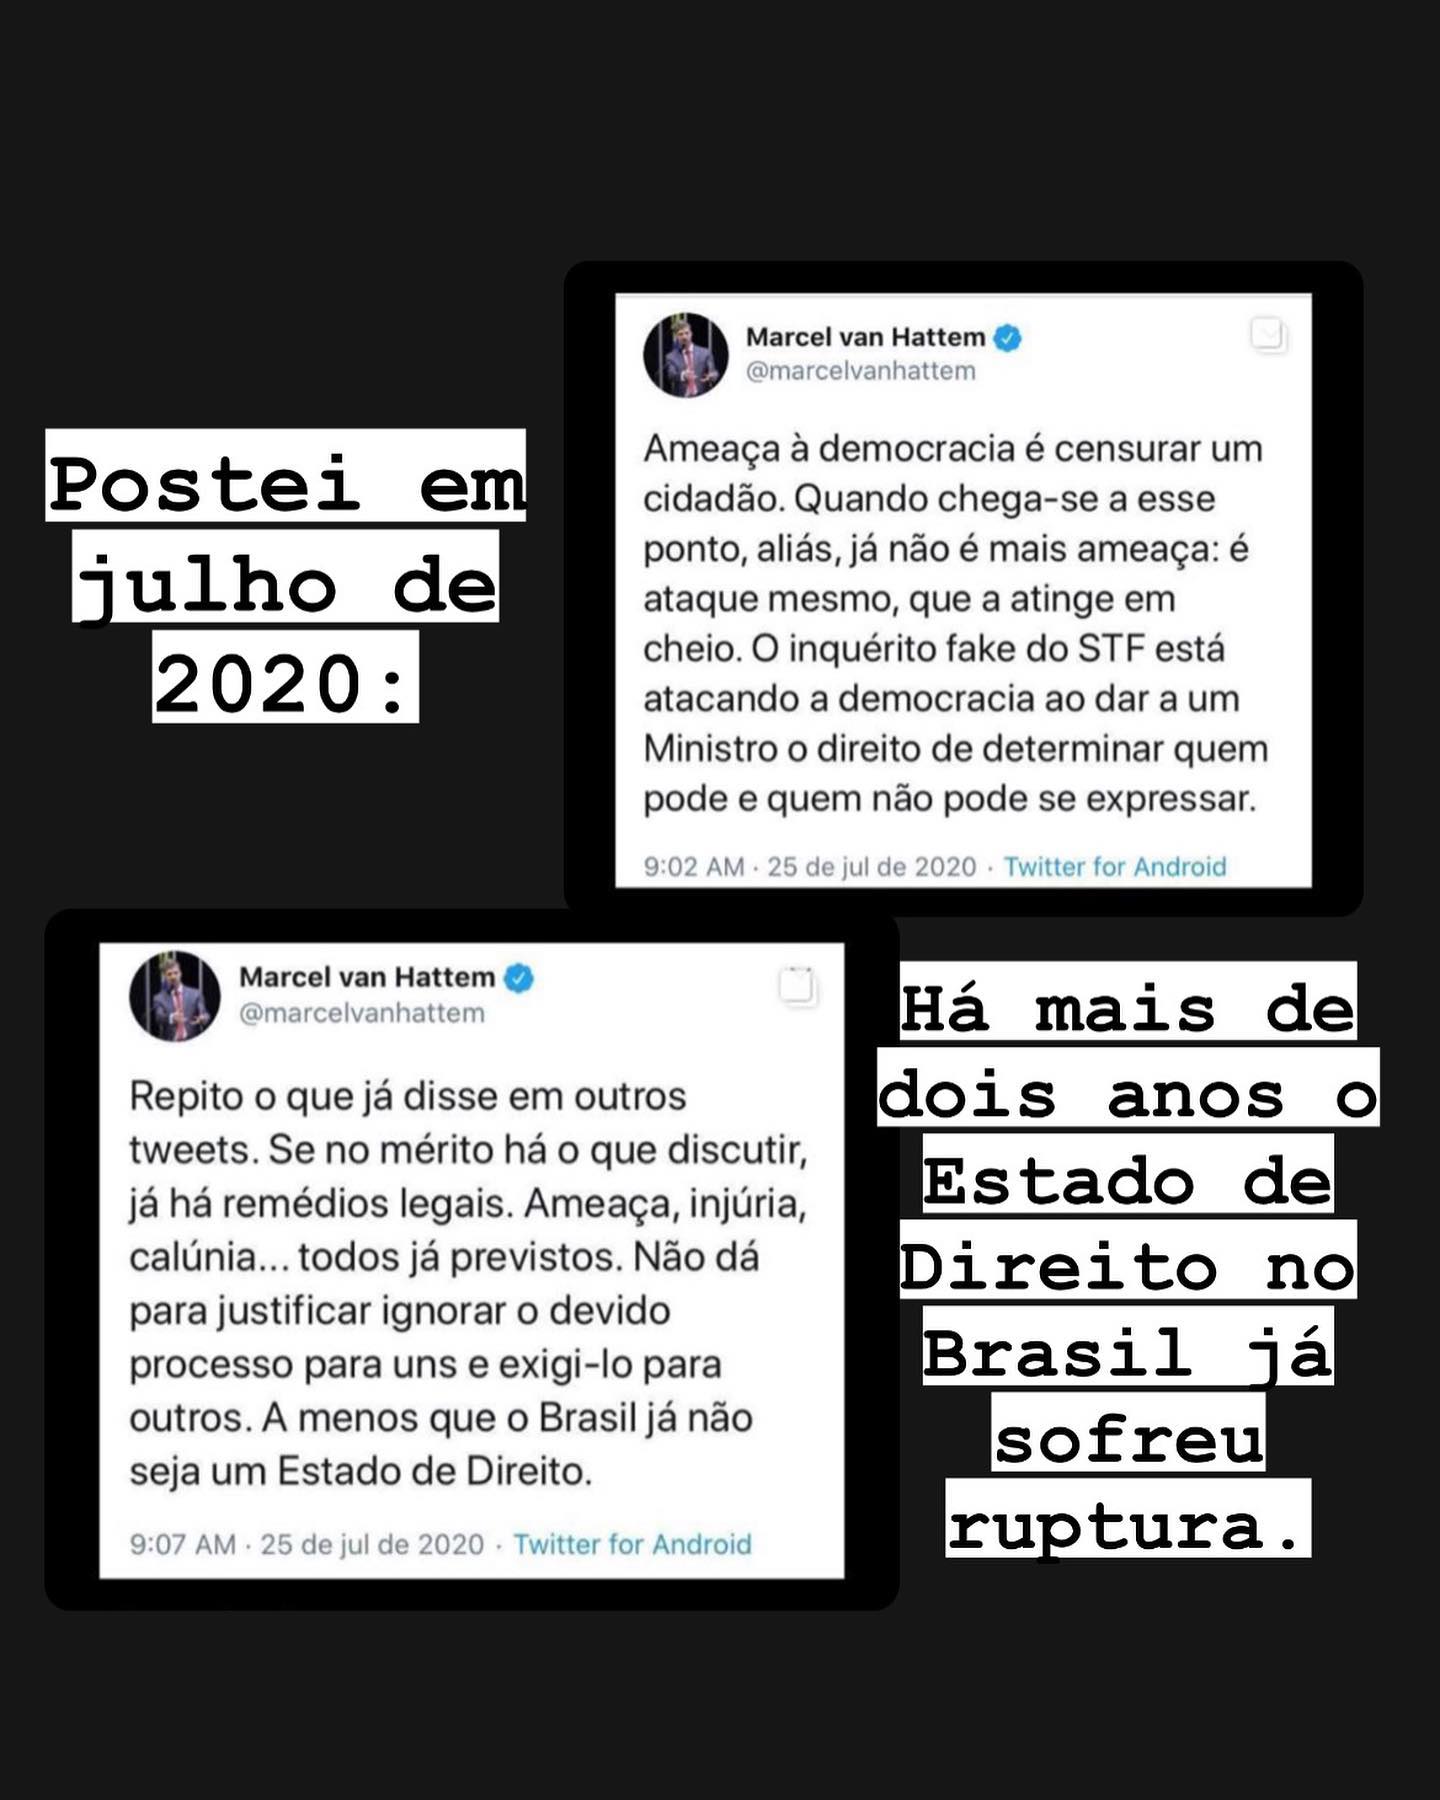 Postei em
julho de
2020:
Marcel van Hattem
@marcelvanhattem
Ameaça à democracia é censurar um
cidadão. Quando chega-se a esse
ponto, aliás, já não é mais ameaça: é
ataque mesmo, que a atinge em
cheio. O inquérito fake do STF está
atacando a democracia ao dar a um
Ministro o direito de determinar quem
pode e quem não pode se expressar.
9:02 AM · 25 de jul de 2020 · Twitter for Android
Marcel van Hattem
@marcelvanhattem
Repito o que já disse em outros
tweets. Se no mérito há o que discutir,
já há remédios legais. Ameaça, injúria,
calúnia... todos já previstos. Não dá
para justificar ignorar o devido
processo para uns e exigi-lo para
outros. A menos que o Brasil já não
seja um Estado de Direito.
9:07 AM · 25 de jul de 2020 · Twitter for Android
Há mais de
dois anos o
Estado de
Direito no
Brasil já
sofreu
ruptura.